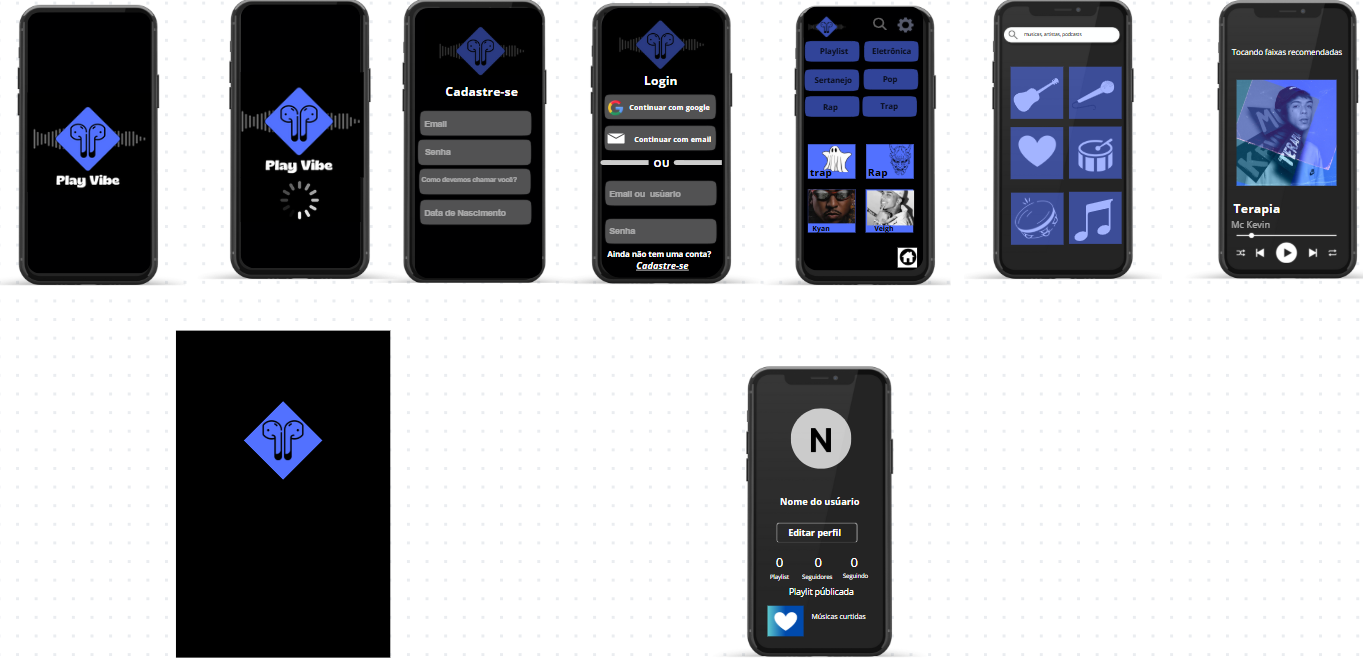 Play Vibe
Play Vibe
Cadastre-se
Email
Senha
Como devemos chamar você?
Data de Nascimento
Login
Continuar com google
Continuar com email
OU
Email ou usúario
Senha
Ainda não tem uma conta?
Cadastre-se
Playlist
Eletrônica
Sertanejo
Pop
Rap
Trap
trap
Rap
Kyan
Veigh
musicas, artistas, podcasts
Tocando faixas recomendadas
Terapia
Mc Kevin
N
Nome do usúario
Editar perfil
0 0 0
Playlist Seguidores Seguindo
Playlit públicada
Músicas curtidas